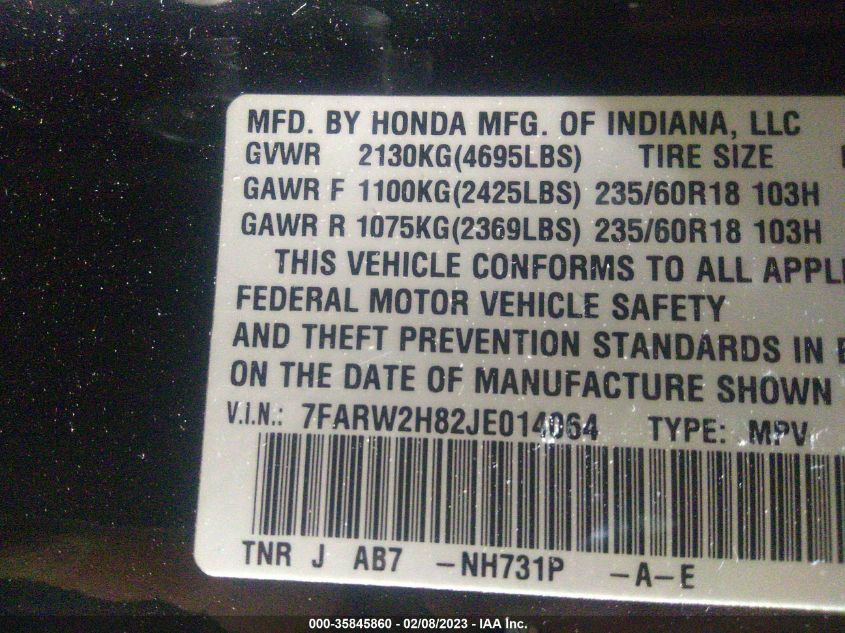 MFD. BY HONDA MFG. OF INDIANA, LLC
GVWR 2130KG(4695LBS) TIRE SIZE
GAWR F 1100KG(2425LBS) 235/60R18 103H
GAWR R 1075KG(2369LBS) 235/60R18 103H
THIS VEHICLE CONFORMS TO ALL APPLI
FEDERAL MOTOR VEHICLE SAFETY
AND THEFT PREVENTION STANDARDS IN
ON THE DATE OF MANUFACTURE SHOWN
V.I.N.: 7FARW2H82JE014064 TYPE: MPV
TNR J AB7 -NH731P -A-E
000-35845860 - 02/08/2023 - IAA Inc.